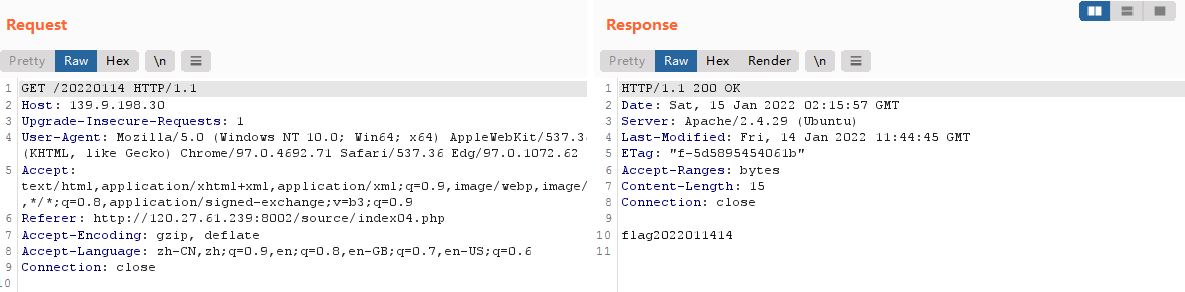 Request
Pretty Raw Hex \n
1 GET /20220114 HTTP/1.1
2 Host: 139.9.198.30
3 Upgrade-Insecure-Requests: 1
4 User-Agent: Mozilla/5.0 (Windows NT 10.0; Win64; x64) AppleWebKit/537.3
(KHTML, like Gecko) Chrome/97.0.4692.71 Safari/537.36 Edg/97.0.1072.62
5 Accept:
text/html,application/xhtml+xml,application/xml;q=0.9,image/webp,image/
,*/*;q=0.8,application/signed-exchange;v=b3;q=0.9
6 Referer: http://120.27.61.239:8002/source/index04.php
7 Accept-Encoding: gzip, deflate
8 Accept-Language: zh-CN,zh;q=0.9,en;q=0.8,en-GB;q=0.7,en-US;q=0.6
9 Connection: close
0
Response
Pretty Raw Hex Render \n
1 HTTP/1.1 200 OK
2 Date: Sat, 15 Jan 2022 02:15:57 GMT
3 Server: Apache/2.4.29 (Ubuntu)
4 Last-Modified: Fri, 14 Jan 2022 11:44:45 GMT
5 ETag: "f-5d5895454061b"
6 Accept-Ranges: bytes
7 Content-Length: 15
8 Connection: close
9
10 flag2022011414
11